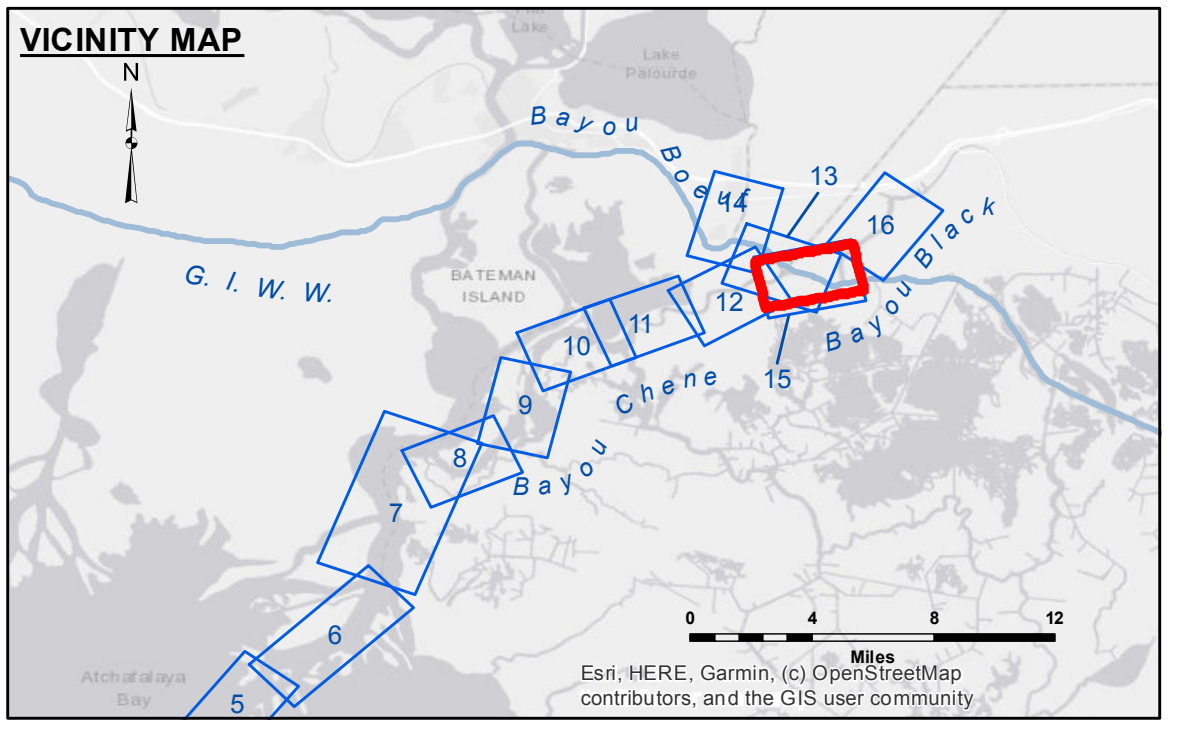 VICINITY MAP
N
Lake
Lake
Palourde
Bayou
Boeuf
13
14
16
Bayou Black
G. I. W. W.
BATEMAN
ISLAND
12
11
10
15
Chene
9
8
Bayou
7
6
5
Atchafalaya
Bay
0 4 8 12
Miles
Esri, HERE, Garmin, (c) OpenStreetMap
contributors, and the GIS user community